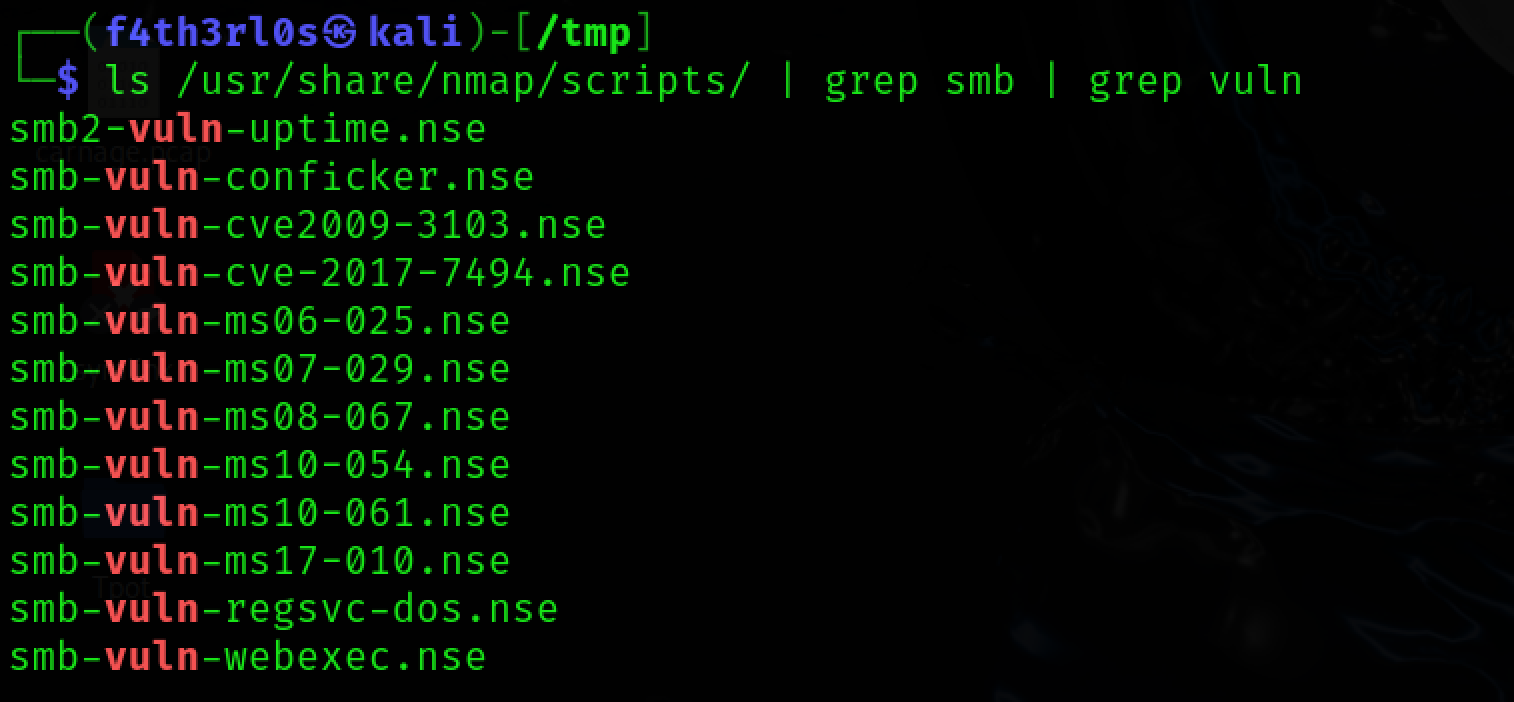 ┌──(f4th3rl0s㉿kali)-[/tmp]
└─$ ls /usr/share/nmap/scripts/ | grep smb | grep vuln
smb2-vuln-uptime.nse
carnage.pcap
smb-vuln-conficker.nse
smb-vuln-cve2009-3103.nse
smb-vuln-cve-2017-7494.nse
smb-vuln-ms06-025.nse
smb-vuln-ms07-029.nse
smb-vuln-ms08-067.nse
smb-vuln-ms10-054.nse
smb-vuln-ms10-061.nse
smb-vuln-ms17-010.nse
Tpot
smb-vuln-regsvc-dos.nse
smb-vuln-webexec.nse